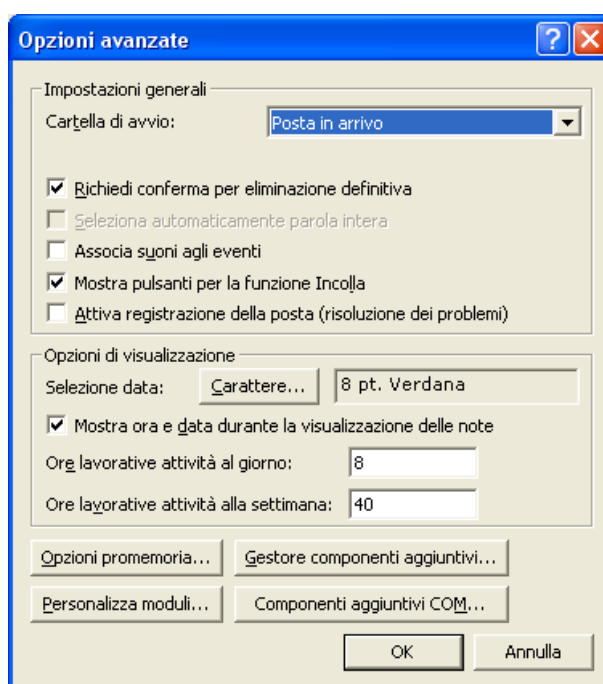 Opzioni avanzate
Impostazioni generali
Cartella di avvio: Posta in arrivo
Richiedi conferma per eliminazione definitiva
Seleziona automaticamente parola intera
Associa suoni agli eventi
Mostra pulsanti per la funzione Incolla
Attiva registrazione della posta (risoluzione dei problemi)
Opzioni di visualizzazione
Selezione data: Carattere... 8 pt. Verdana
Mostra ora e data durante la visualizzazione delle note
Ore lavorative attività al giorno: 8
Ore lavorative attività alla settimana: 40
Opzioni promemoria... Gestore componenti aggiuntivi...
Personalizza moduli... Componenti aggiuntivi COM...
OK Annulla